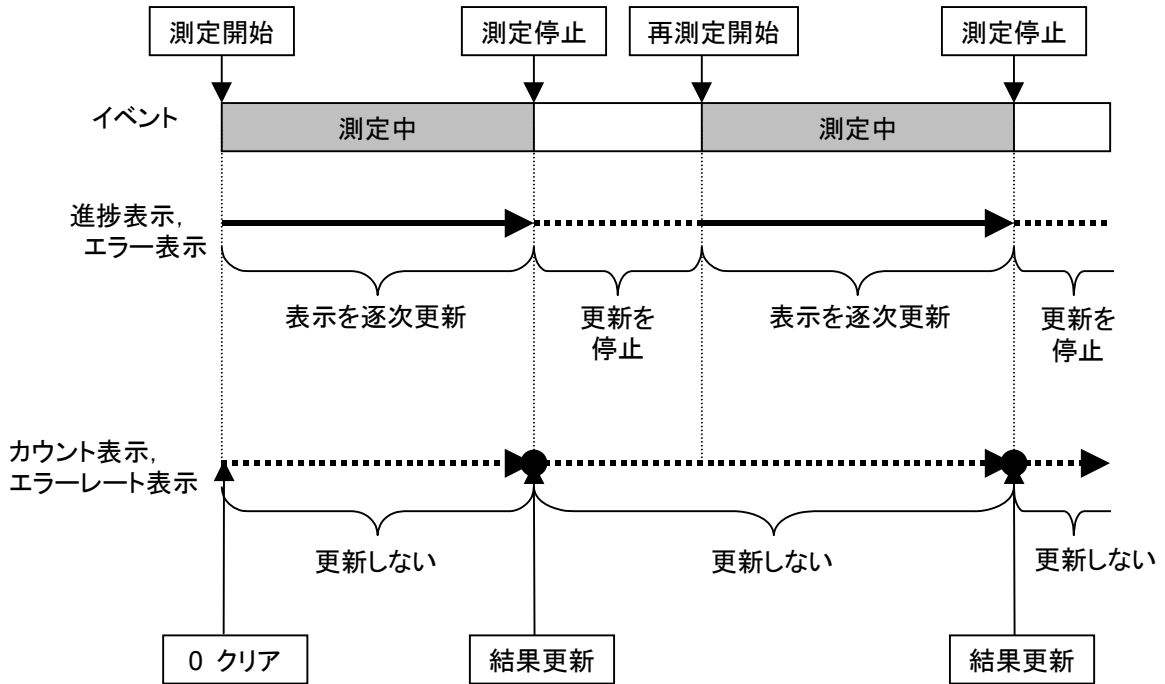 測定開始
測定停止
再測定開始
測定停止
イベント
測定中
測定中
進捗表示,
エラー表示
表示を逐次更新
更新を
停止
表示を逐次更新
更新を
停止
カウント表示,
エラーレート表示
更新しない
更新しない
更新しない
0 クリア
結果更新
結果更新